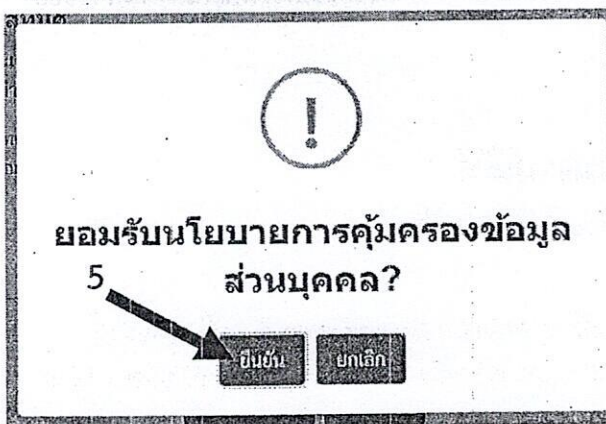 !
ยอมรับนโยบายการคุ้มครองข้อมูล
ส่วนบุคคล?
5
ยืนยัน ยกเลิก